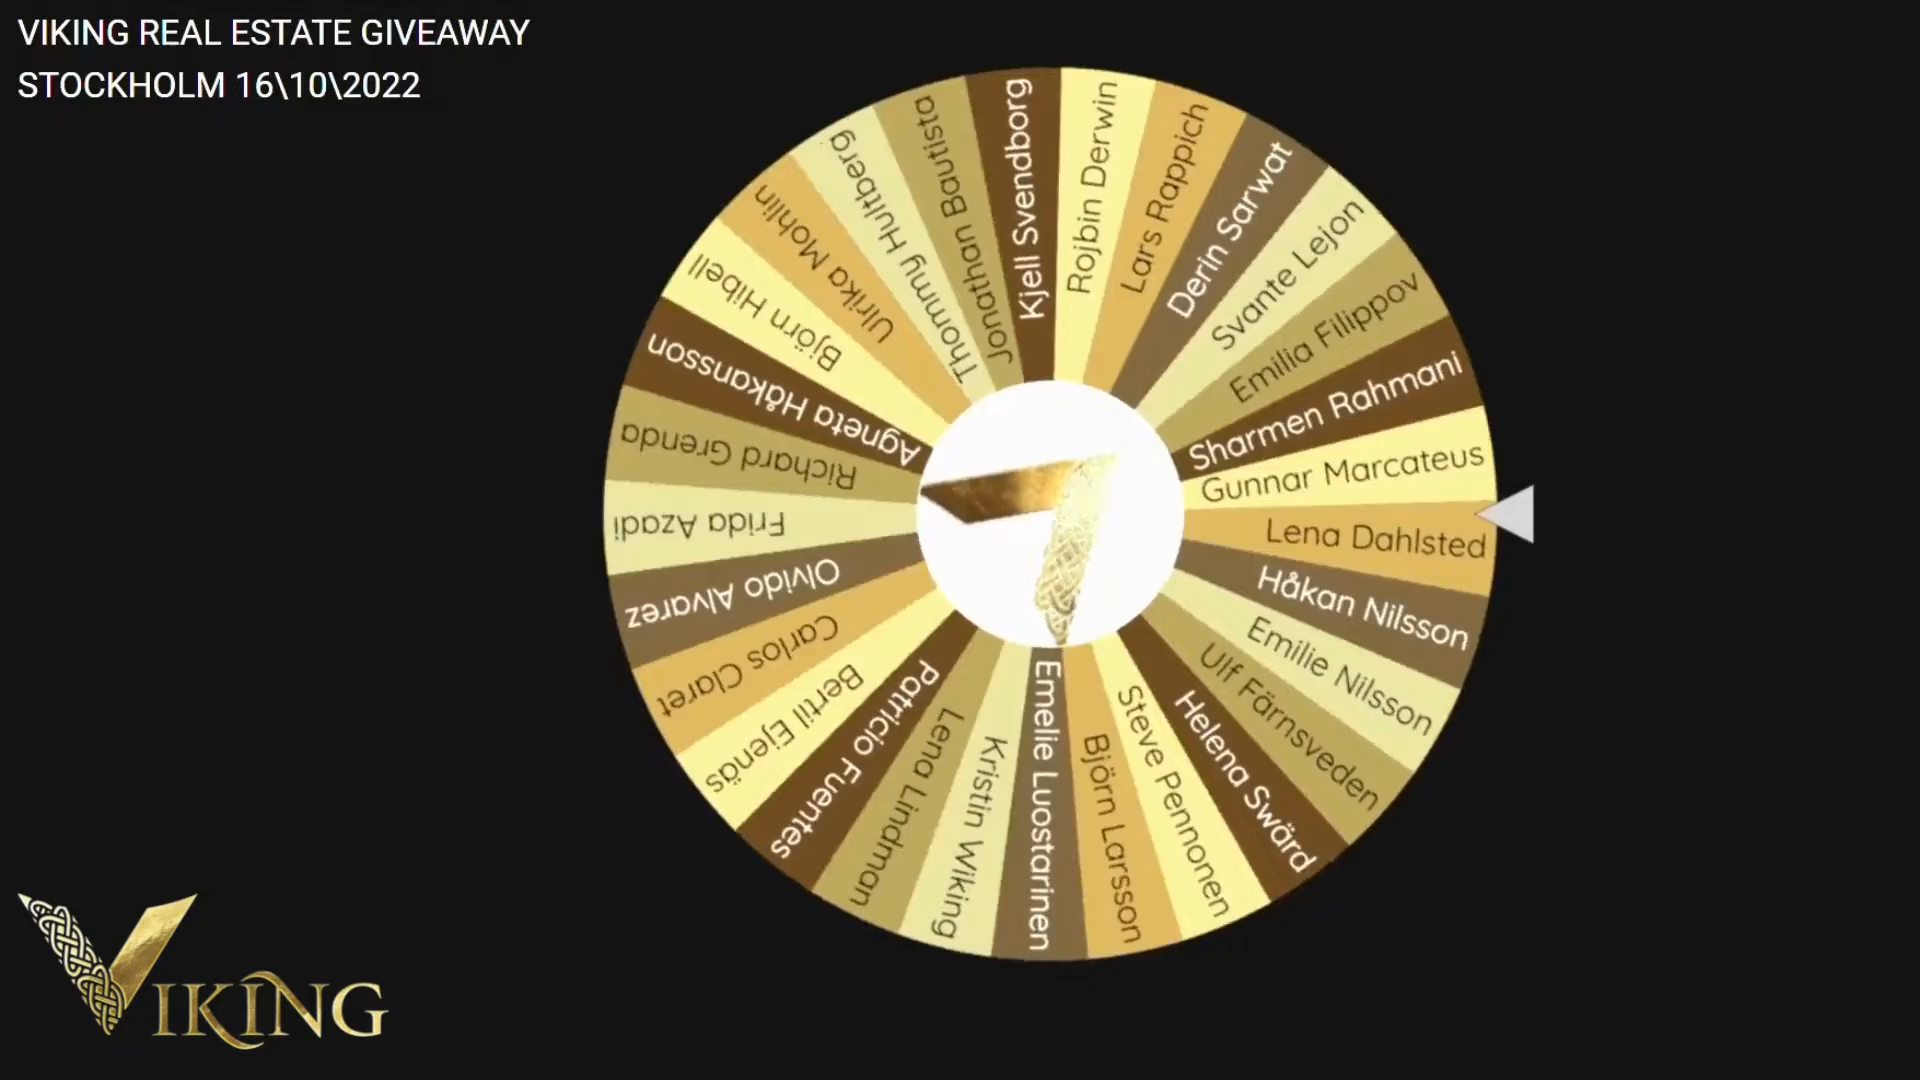 VIKING REAL ESTATE GIVEAWAY
STOCKHOLM 16\10\2022
Kjell Svendborg
Rojbin Derwin
Lars Rappich
Derin Sarwat
Svante Lejon
Emilia Filippov
Sharmen Rahmani
Gunnar Marcateus
Lena Dahlsted
Håkan Nilsson
Emilie Nilsson
Ulf Färnsveden
Helena Swärd
Steve Pennonen
Björn Larsson
Emelie Luostarinen
Kristin Wiking
Lena Lindman
Patricio Fuentes
Bertil Ejenäs
Carlos Claret
Olvido Alvarez
Frida Azadi
Richard Grenda
Agneta Håkansson
Björn Hibell
Ulrika Mohlin
Thommy Hultberg
Jonathan Bautista
VIKING